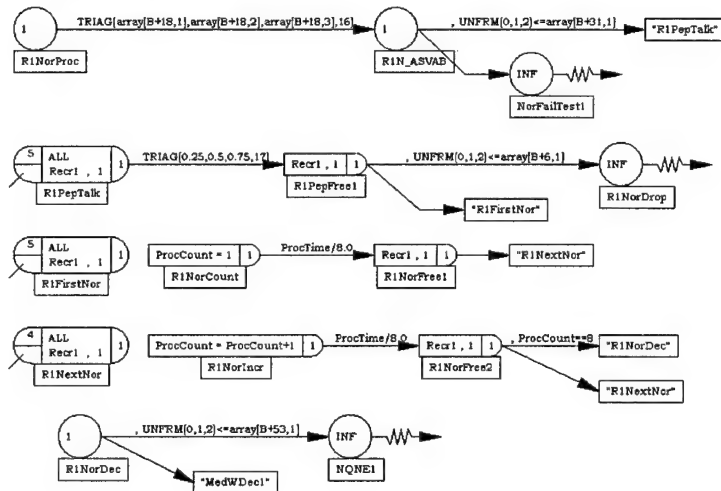 TRIAG(array[B+18,1],array[B+18,2],array[B+18,3],16) , UNFRM(0,1,2)<=array[B+31,1]
1 1 "R1PepTalk"
R1NorProc R1N_ASVAB INF
NorFailTest1
5 ALL 1 TRIAG(0.25,0.5,0.75,17) Recr1 , 1 1 , UNFRM(0,1,2)<=array[B+6,1] INF
Recr1 , 1
R1PepTalk R1PepFree1 R1NorDrop
"R1FirstNor"
5 ALL 1 ProcCount = 1 1 ProcTime/8.0 Recr1 , 1 1 "R1NextNor"
Recr1 , 1
R1FirstNor R1NorCount R1NorFree1
4 ALL 1 ProcCount = ProcCount+1 1 ProcTime/8.0 Recr1 , 1 1 , ProcCount==8 "R1NorDec"
Recr1 , 1
R1NextNor R1NorIncr R1NorFree2 "R1NextNor"
1 , UNFRM(0,1,2)<=array[B+53,1] INF
R1NorDec "MedWDec1" NQNE1